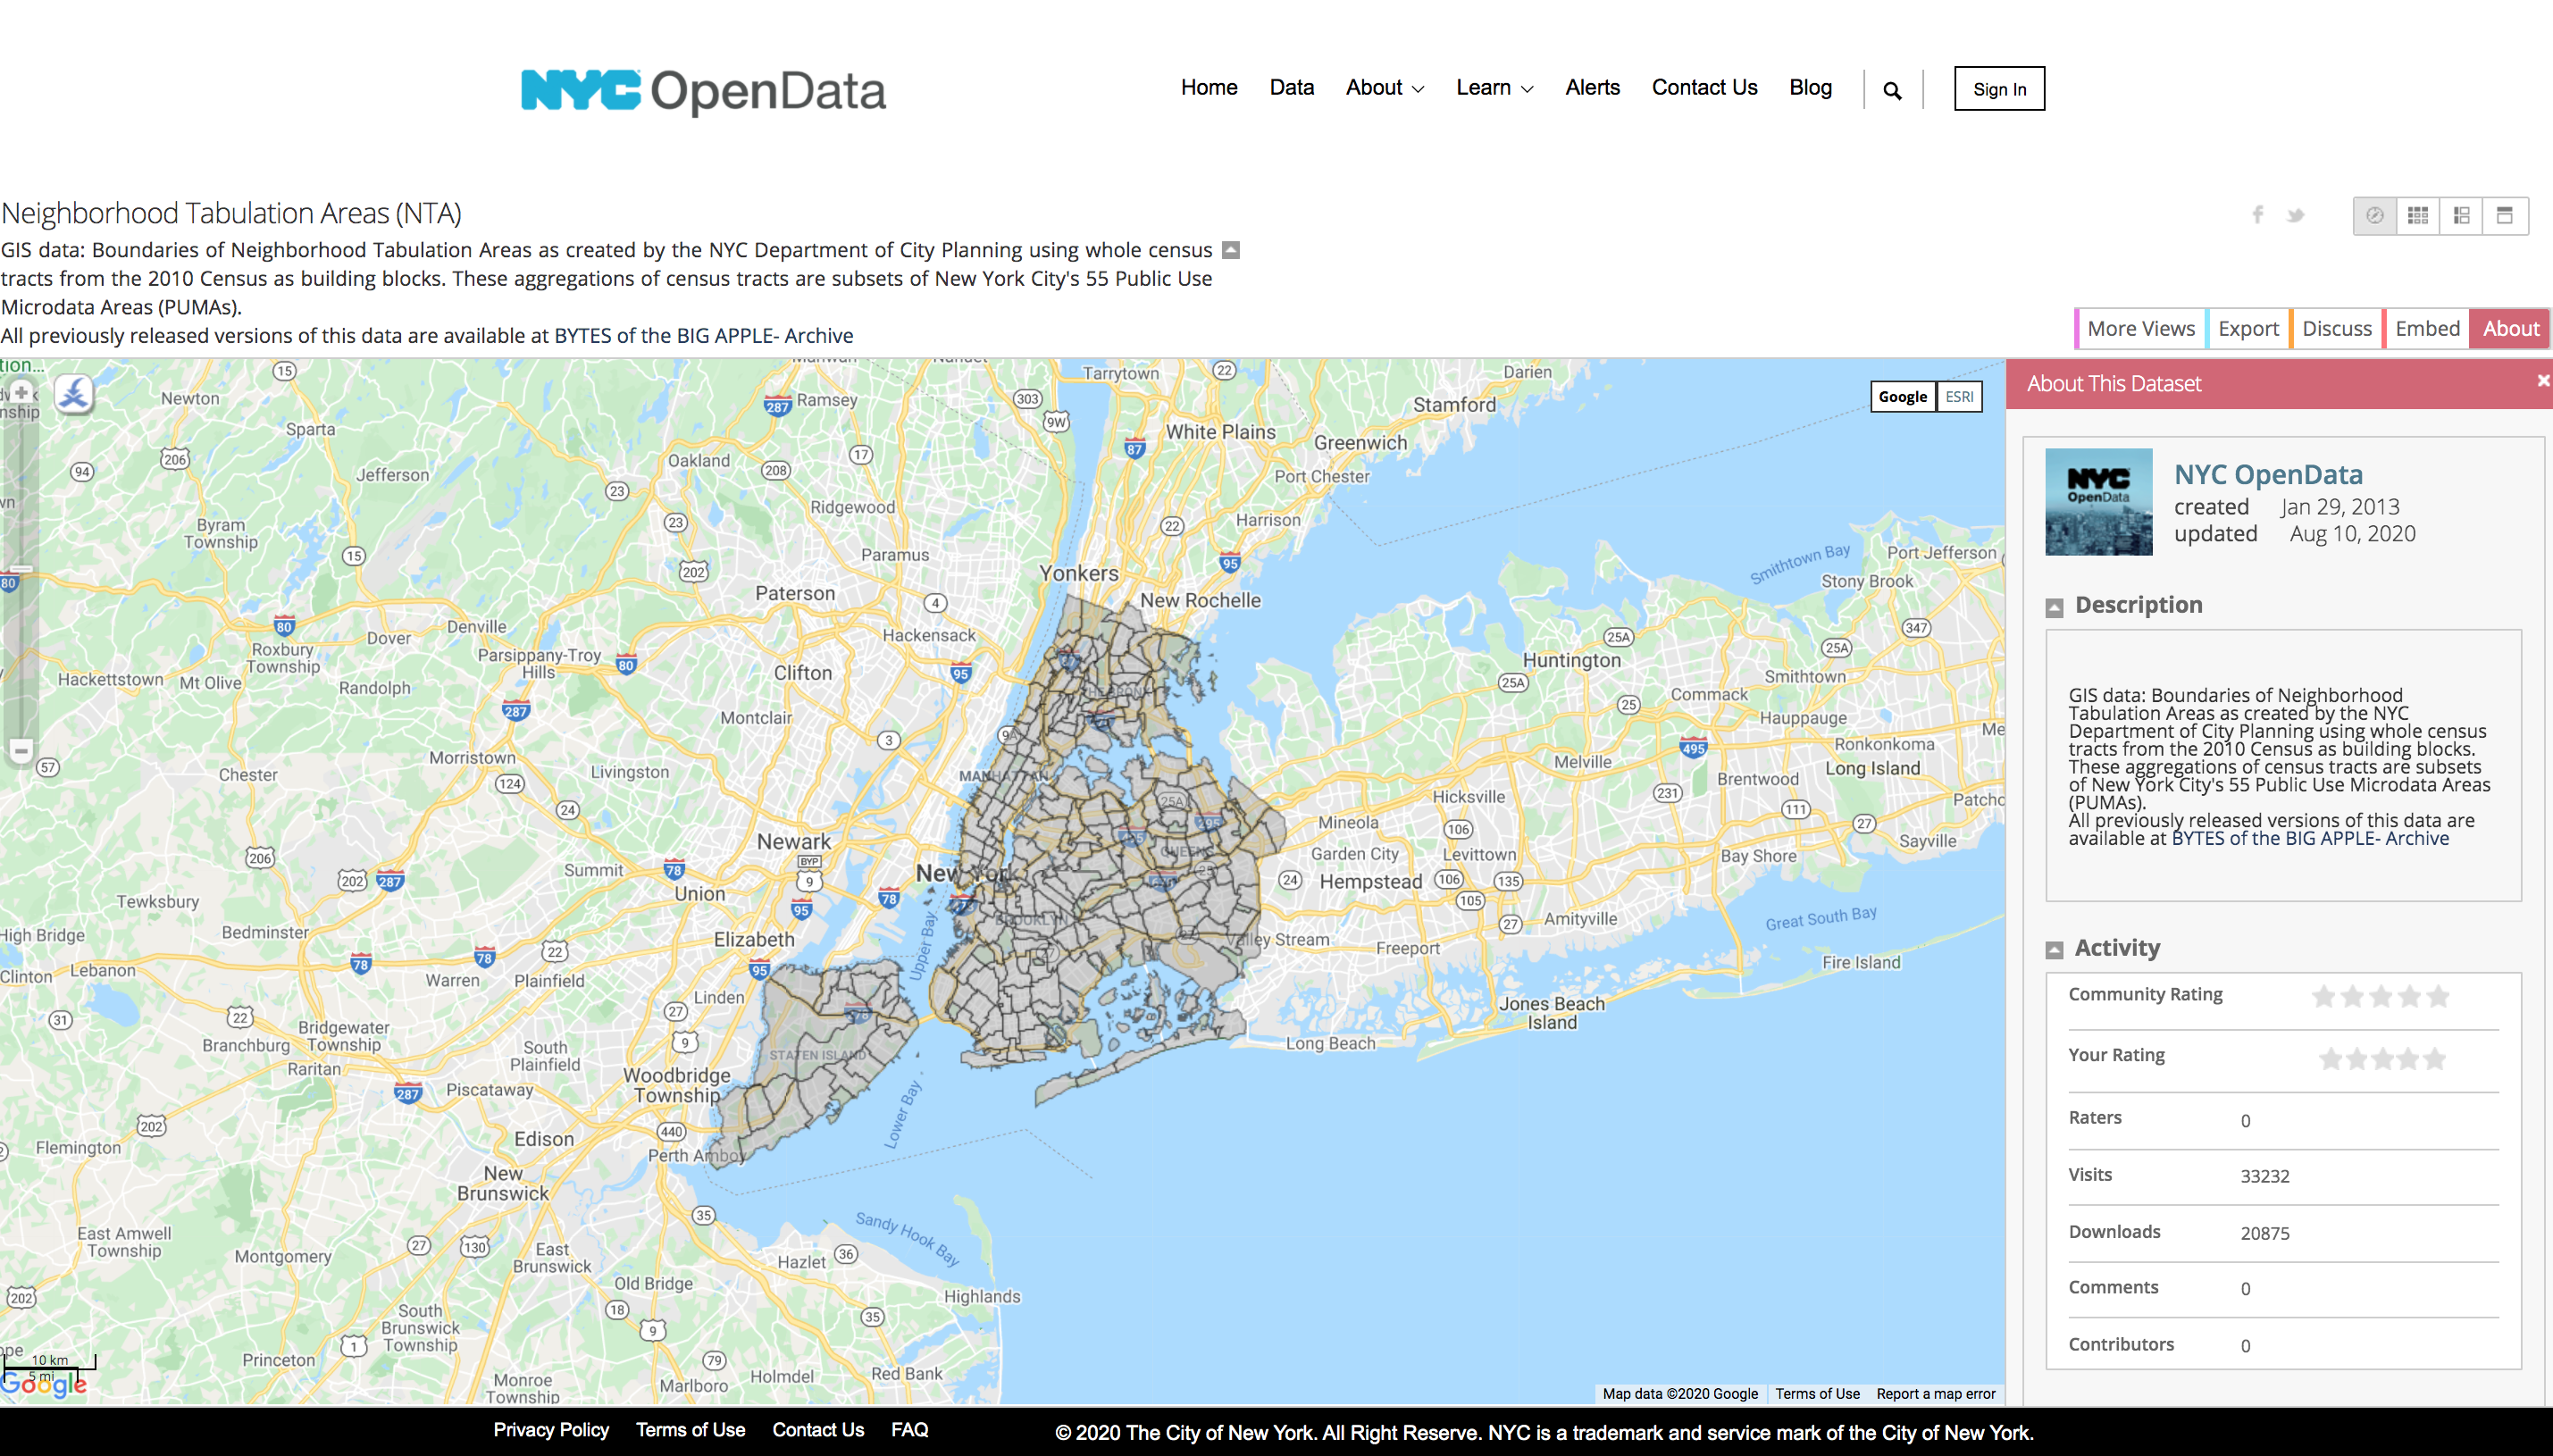 NYC OpenData
Home Data About Learn Alerts Contact Us Blog Sign In
Neighborhood Tabulation Areas (NTA)
GIS data: Boundaries of Neighborhood Tabulation Areas as created by the NYC Department of City Planning using whole census
tracts from the 2010 Census as building blocks. These aggregations of census tracts are subsets of New York City's 55 Public Use
Microdata Areas (PUMAs).
All previously released versions of this data are available at BYTES of the BIG APPLE- Archive
More Views Export Discuss Embed About
Google ESRI
Tarrytown
Darien
Newton
Ramsey
Stamford
Sparta
White Plains
Greenwich
Oakland
Jefferson
Port Chester
Ridgewood
Harrison
Byram
Township
Paramus
Smithtown Bay
Port Jefferson
Yonkers
Stony Brook
Paterson
New Rochelle
Hackensack
Denville
Dover
Roxbury
Township
Parsippany-Troy
Hills
Huntington
Hackettstown
Mt Olive
Randolph
Clifton
Smithtown
Commack
Montclair
Hauppauge
Morristown
Ronkonkoma
Chester
Livingston
MANHATTAN
Melville
Brentwood
Long Island
Hicksville
Mineola
Newark
Garden City
Levittown
Bay Shore
Sayville
Summit
New York
Hempstead
Union
Tewksbury
Bedminster
BROOKLYN
QUEENS
Amityville
Great South Bay
High Bridge
Elizabeth
Upper Bay
Valley Stream
Freeport
Fire Island
Clinton
Lebanon
Warren
Plainfield
Linden
Jones Beach
Island
Bridgewater
Township
Branchburg
Raritan
South
Plainfield
STATEN ISLAND
Long Beach
Woodbridge
Township
Piscataway
Lower Bay
Flemington
Edison
Perth Amboy
New
Brunswick
Sandy Hook Bay
East Amwell
Township
Montgomery
East
Brunswick
Hazlet
Old Bridge
Highlands
South
Brunswick
Township
Princeton
Holmdel
Red Bank
Monroe
Township
Marlboro
10 km
5 mi
Google
Map data ©2020 Google Terms of Use Report a map error
About This Dataset
NYC
OpenData
NYC OpenData
created Jan 29, 2013
updated Aug 10, 2020
Description
GIS data: Boundaries of Neighborhood
Tabulation Areas as created by the NYC
Department of City Planning using whole census
tracts from the 2010 Census as building blocks.
These aggregations of census tracts are subsets
of New York City's 55 Public Use Microdata Areas
(PUMAs).
All previously released versions of this data are
available at BYTES of the BIG APPLE- Archive
Activity
Community Rating
Your Rating
Raters 0
Visits 33232
Downloads 20875
Comments 0
Contributors 0
Privacy Policy Terms of Use Contact Us FAQ © 2020 The City of New York. All Right Reserve. NYC is a trademark and service mark of the City of New York.